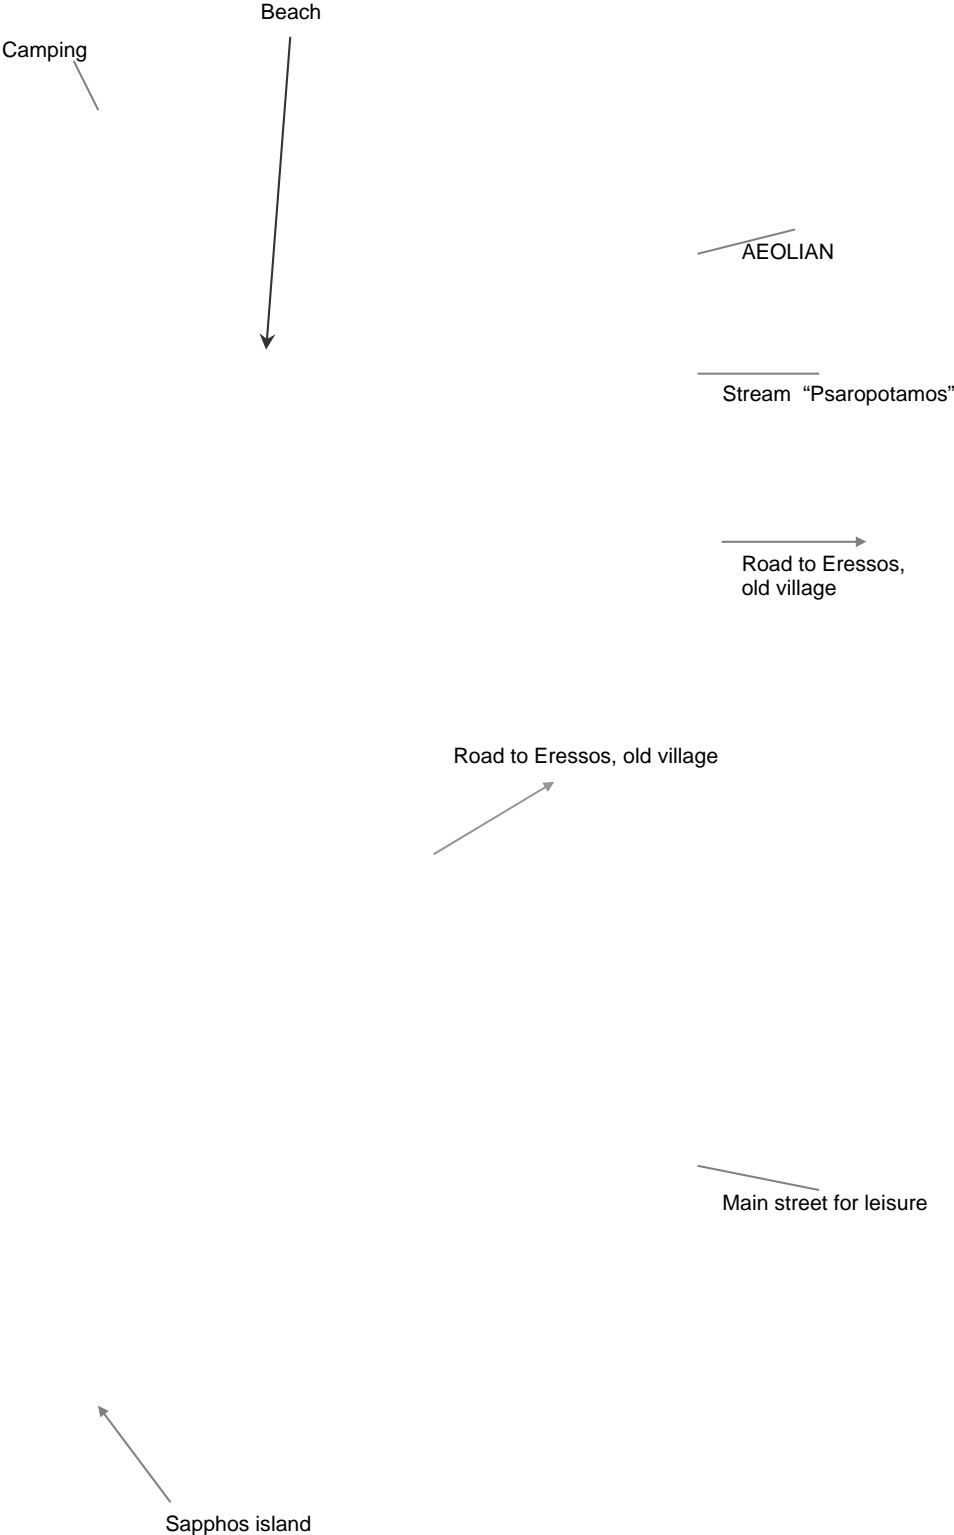 Beach
Camping
AEOLIAN
Stream “Psaropotamos”
Road to Eressos,
old village
Road to Eressos, old village
Main street for leisure
Sapphos island